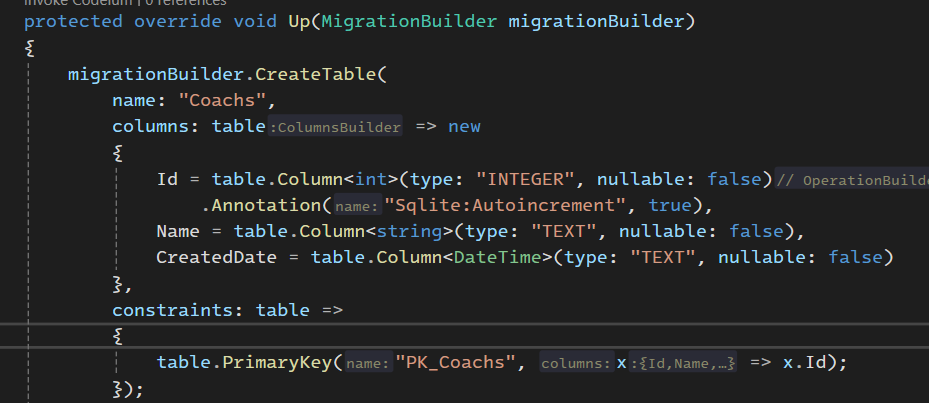 Invoke Codeium | 0 references
protected override void Up(MigrationBuilder migrationBuilder)
{
migrationBuilder.CreateTable(
name: "Coachs",
columns: table:ColumnsBuilder => new
{
Id = table.Column<int>(type: "INTEGER", nullable: false)// OperationBuilde
.Annotation(name:"Sqlite:Autoincrement", true),
Name = table.Column<string>(type: "TEXT", nullable: false),
CreatedDate = table.Column<DateTime>(type: "TEXT", nullable: false)
},
constraints: table =>
{
table.PrimaryKey(name:"PK_Coachs", columns:x:{Id,Name,…} => x.Id);
});